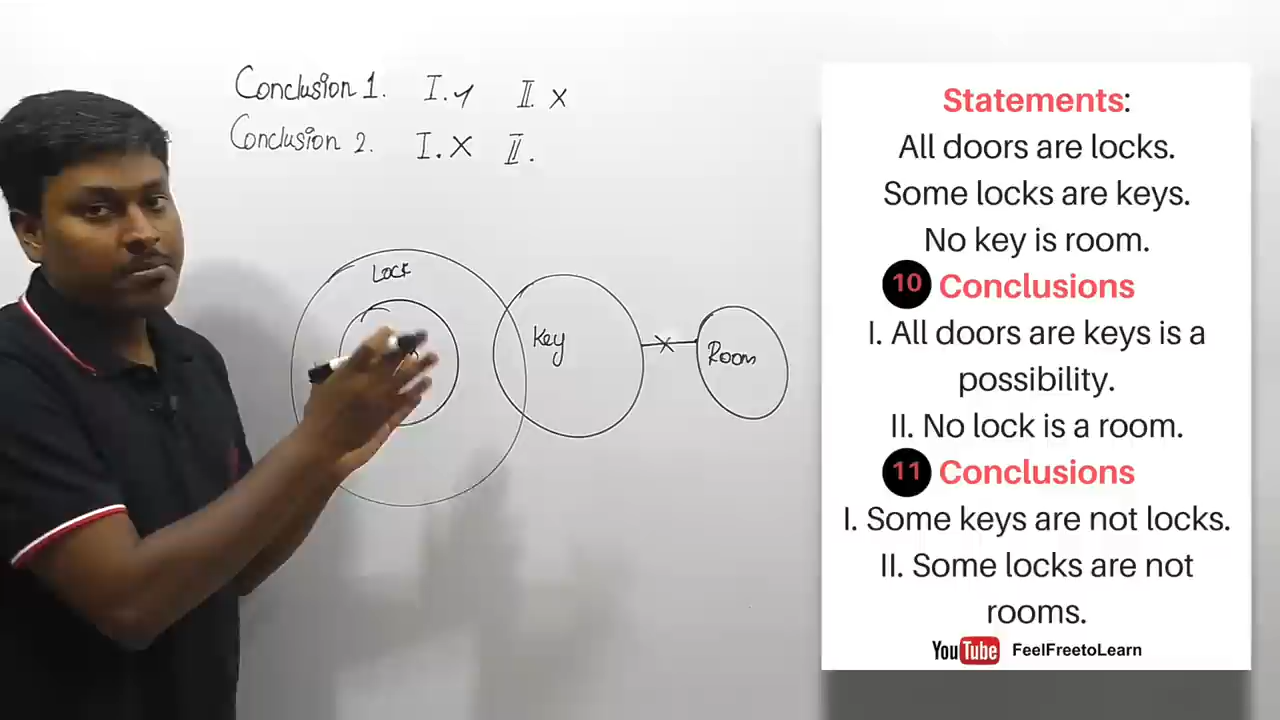 Conclusion 1. I. ✓ II. X
Conclusion 2. I. X II.
Lock
Key
Room
Statements:
All doors are locks.
Some locks are keys.
No key is room.
10 Conclusions
I. All doors are keys is a
possibility.
II. No lock is a room.
11 Conclusions
I. Some keys are not locks.
II. Some locks are not
rooms.
YouTube FeelFreetoLearn